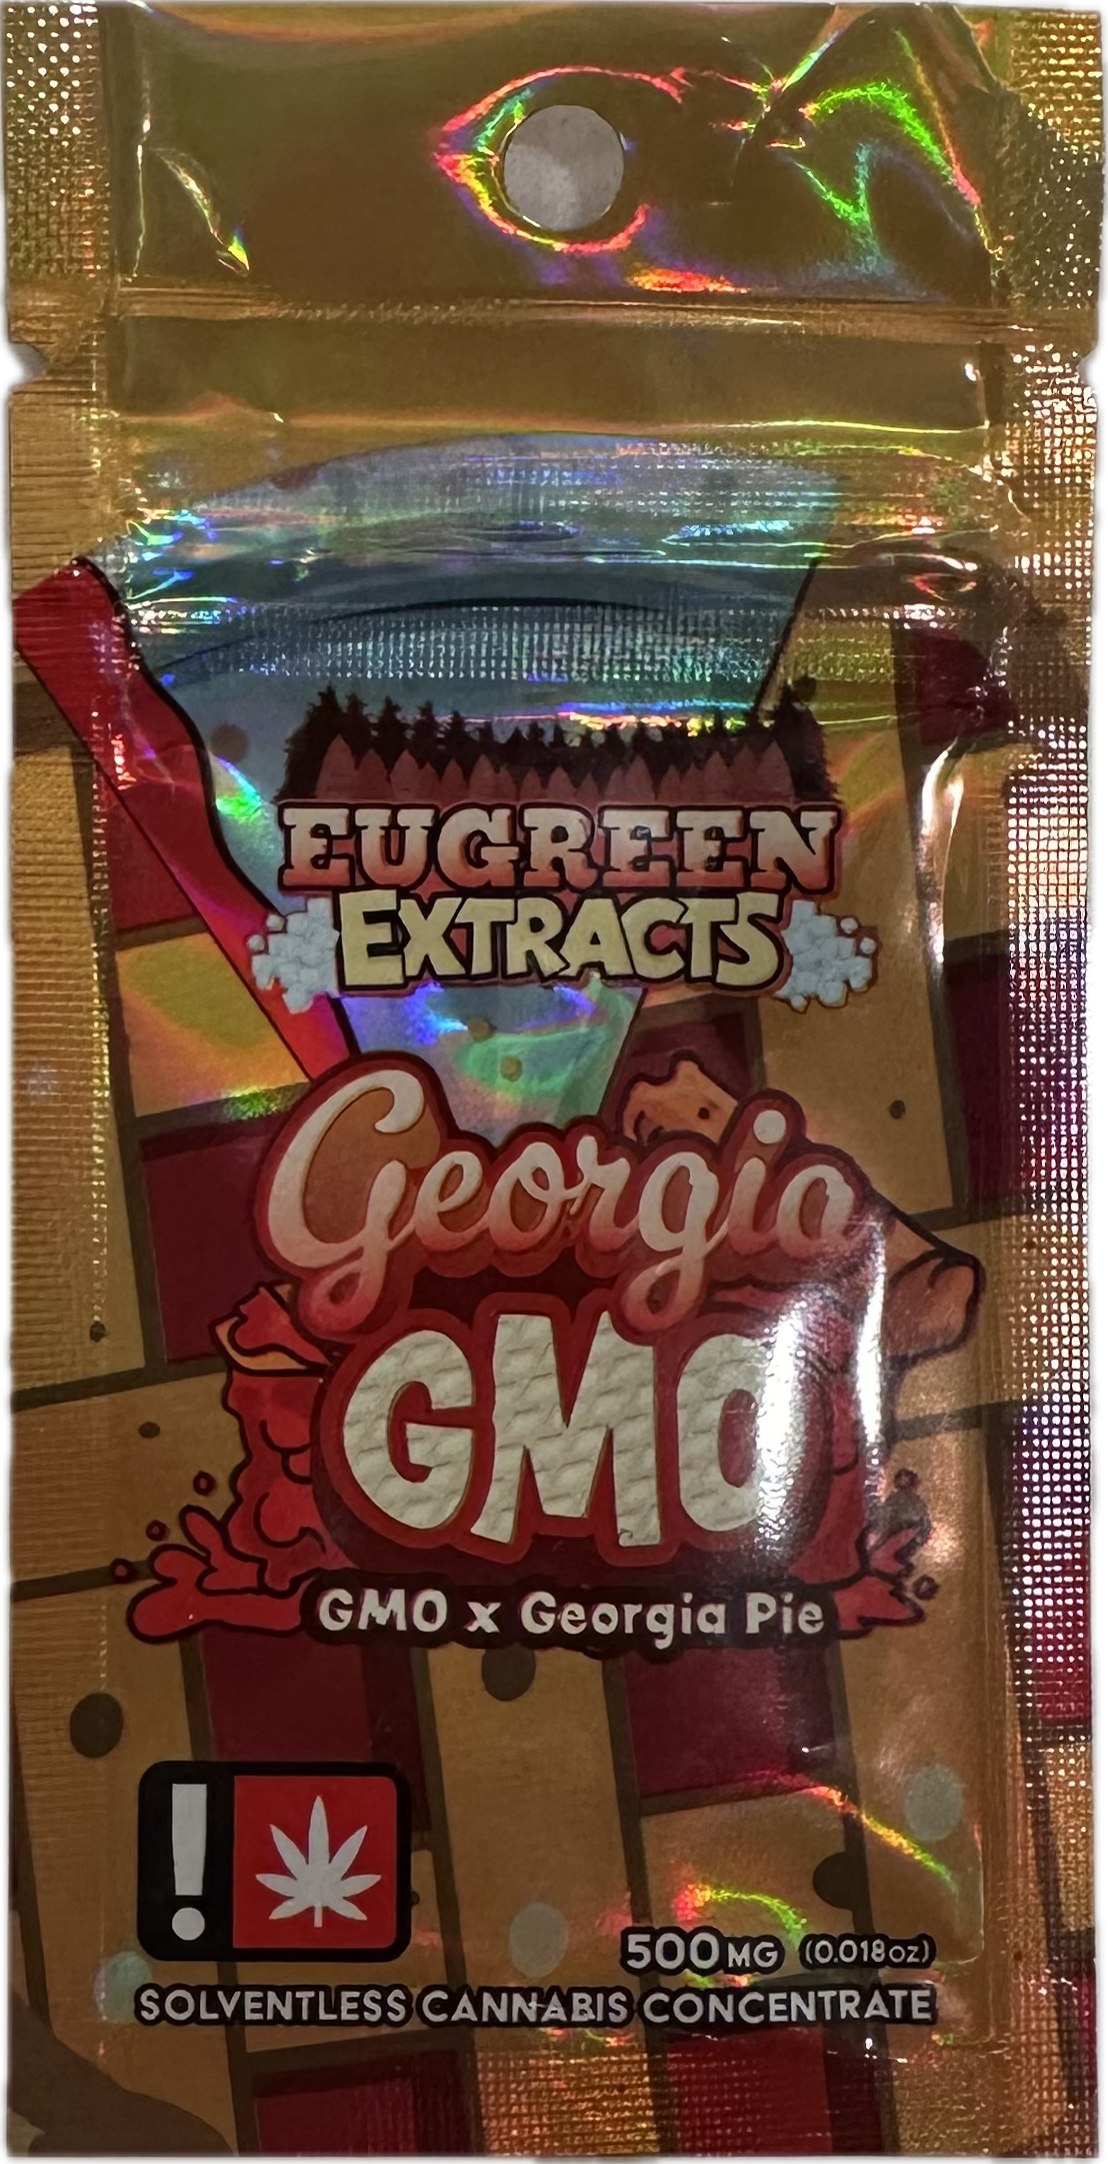 EUGREEN
EXTRACTS
Georgia
GMO
GMO x Georgia Pie
!
500MG (0.018oz)
SOLVENTLESS CANNABIS CONCENTRATE